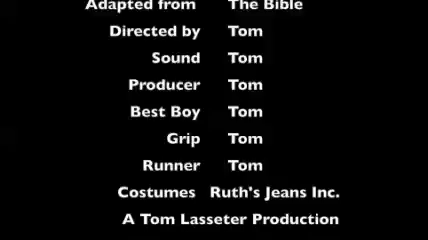 Adapted from The Bible
Directed by Tom
Sound Tom
Producer Tom
Best Boy Tom
Grip Tom
Runner Tom
Costumes Ruth's Jeans Inc.
A Tom Lasseter Production